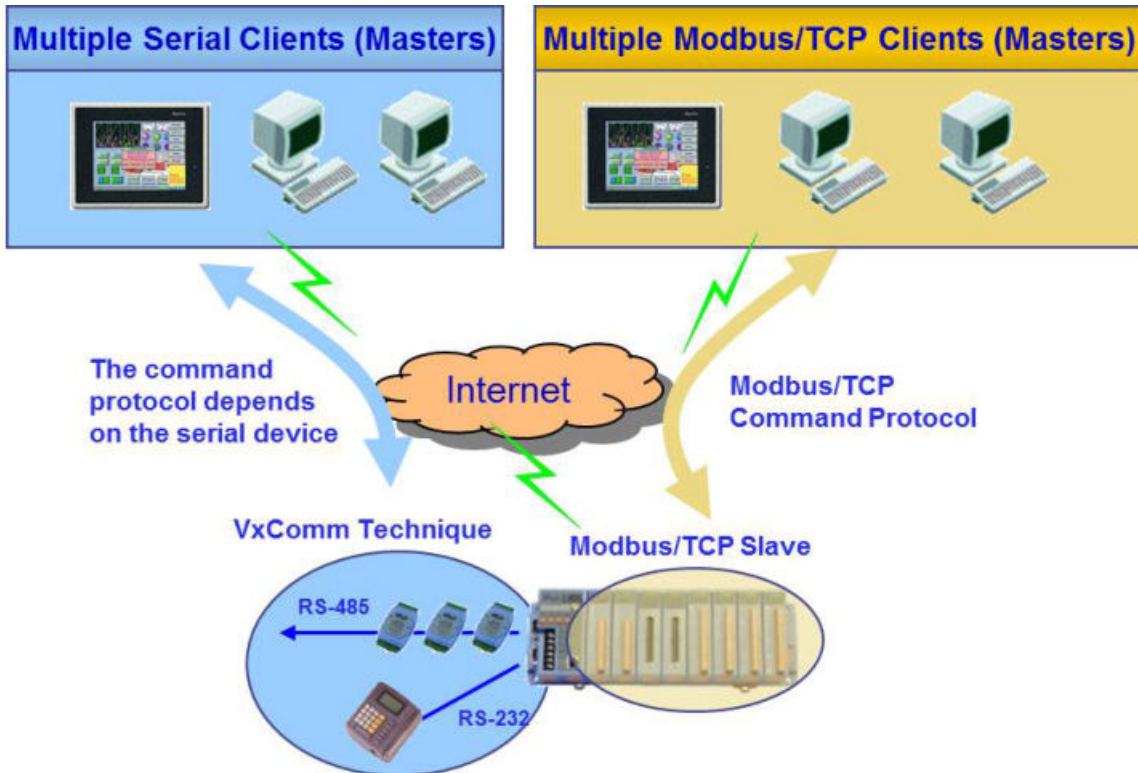 Multiple Serial Clients (Masters)
Multiple Modbus/TCP Clients (Masters)
The command
protocol depends
on the serial device
Internet
Modbus/TCP
Command Protocol
VxComm Technique
Modbus/TCP Slave
RS-485
RS-232